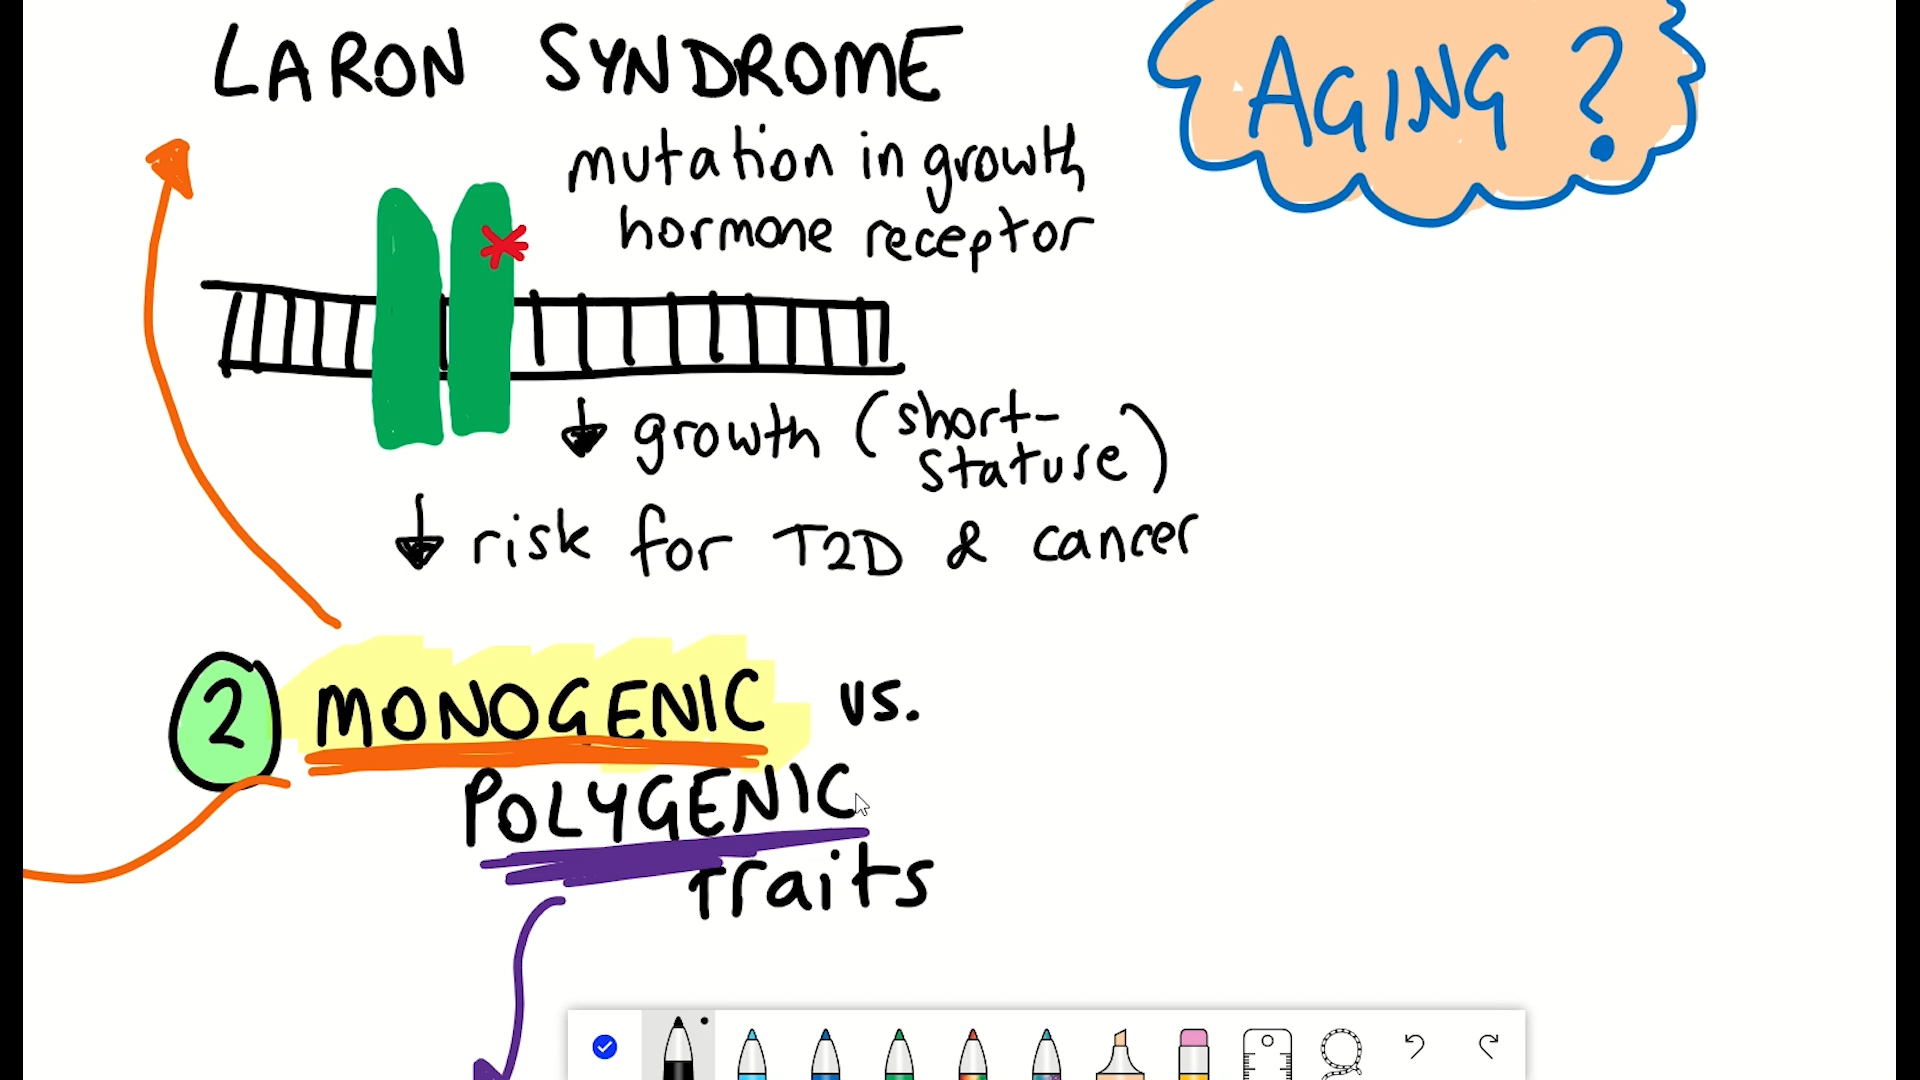 LARON SYNDROME
AGING ?
mutation in growth
hormone receptor
growth (short-
stature)
risk for T2D & cancer
2 MONOGENIC vs.
POLYGENIC
Traits